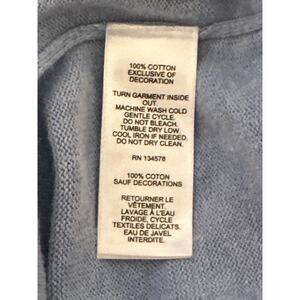 100% COTTON
EXCLUSIVE OF
DECORATION
TURN GARMENT INSIDE
OUT.
MACHINE WASH COLD
GENTLE CYCLE.
DO NOT BLEACH.
TUMBLE DRY LOW.
COOL IRON IF NEEDED.
DO NOT DRY CLEAN.
RN 134578
100% COTON
SAUF DECORATIONS
RETOURNER LE
VÊTEMENT.
LAVAGE À L'EAU
FROIDE, CYCLE
TEXTILES DELICATS.
EAU DE JAVEL
INTERDITE.